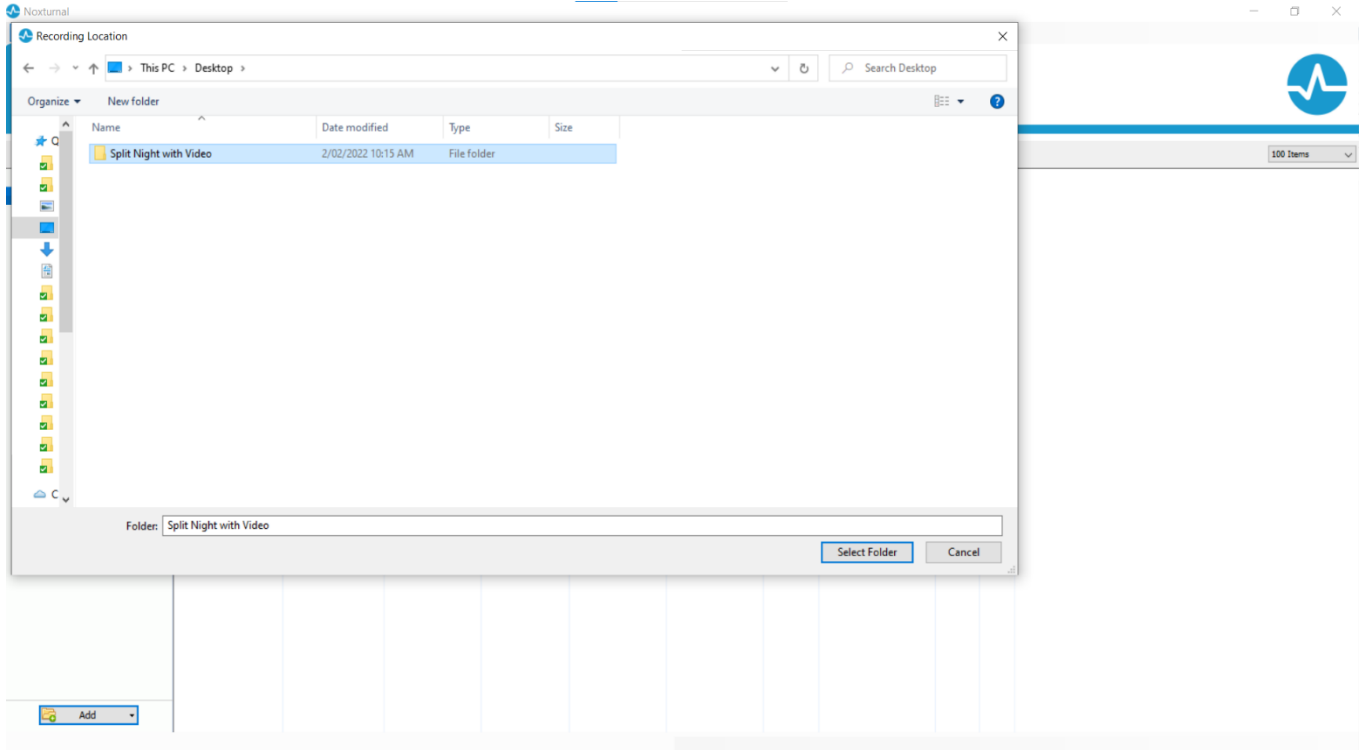 Noxturnal
Recording Location
This PC
Desktop
Search Desktop
Organize
New folder
Name
Date modified
Type
Size
Q
Split Night with Video
2/02/2022 10:15 AM
File folder
100 Items
C
Folder:
Split Night with Video
Select Folder
Cancel
Add